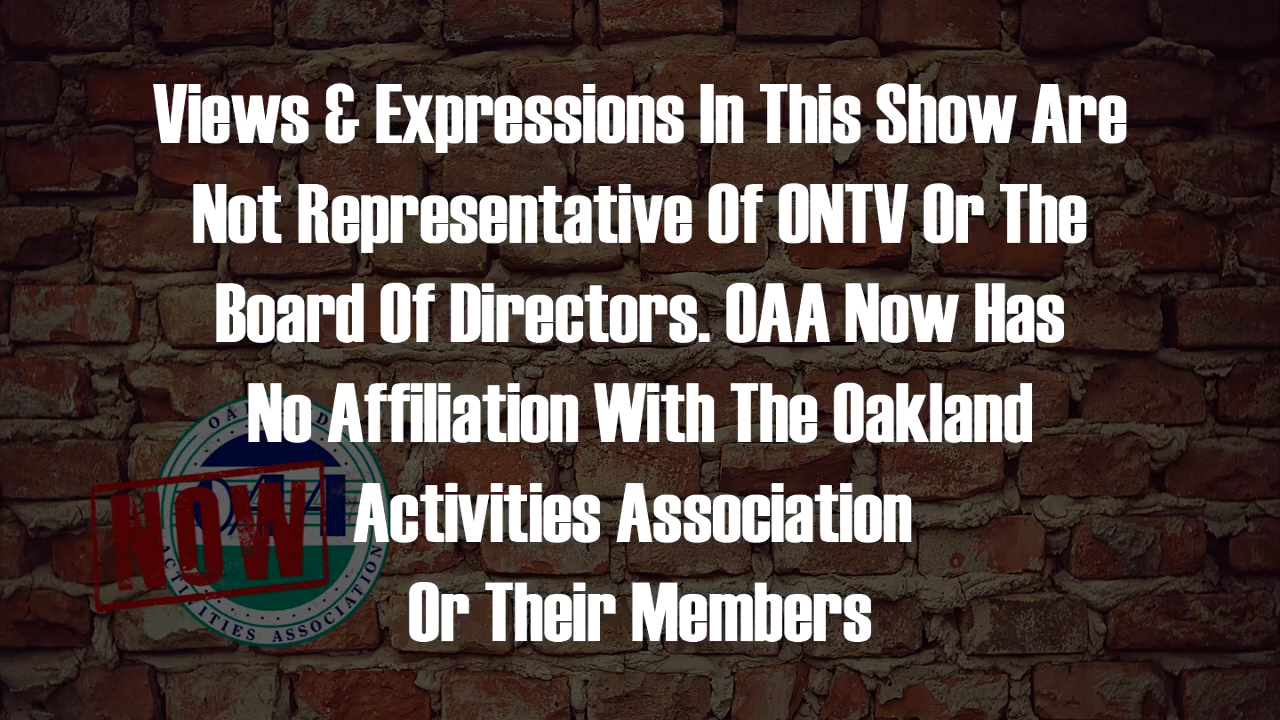 Views & Expressions In This Show Are
Not Representative Of ONTV Or The
Board Of Directors. OAA Now Has
No Affiliation With The Oakland
Activities Association
Or Their Members
OAA
NOW
ACTIVITIES ASSOCIATION